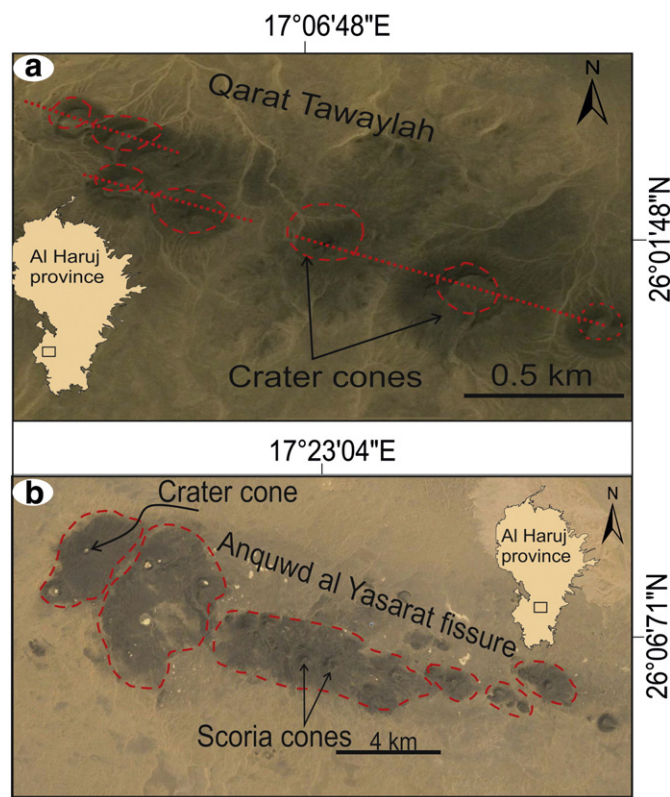 17°06'48"E
a
N
Qarat Tawaylah
Al Haruj
province
26°01'48"N
Crater cones
0.5 km
17°23'04"E
b
Crater cone
N
Al Haruj
province
Anquwd al Yasarat fissure
26°06'71"N
Scoria cones
4 km